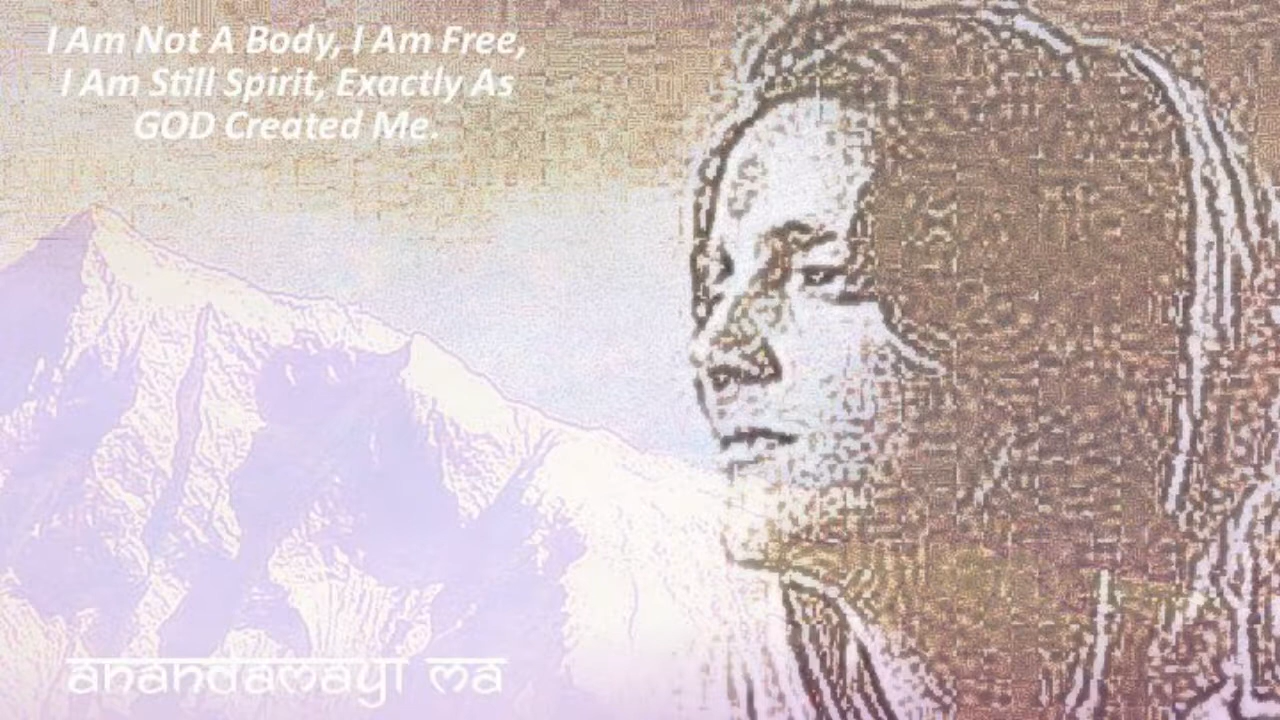 I Am Not A Body, I Am Free,
I Am Still Spirit, Exactly As
GOD Created Me.
anandamayi ma